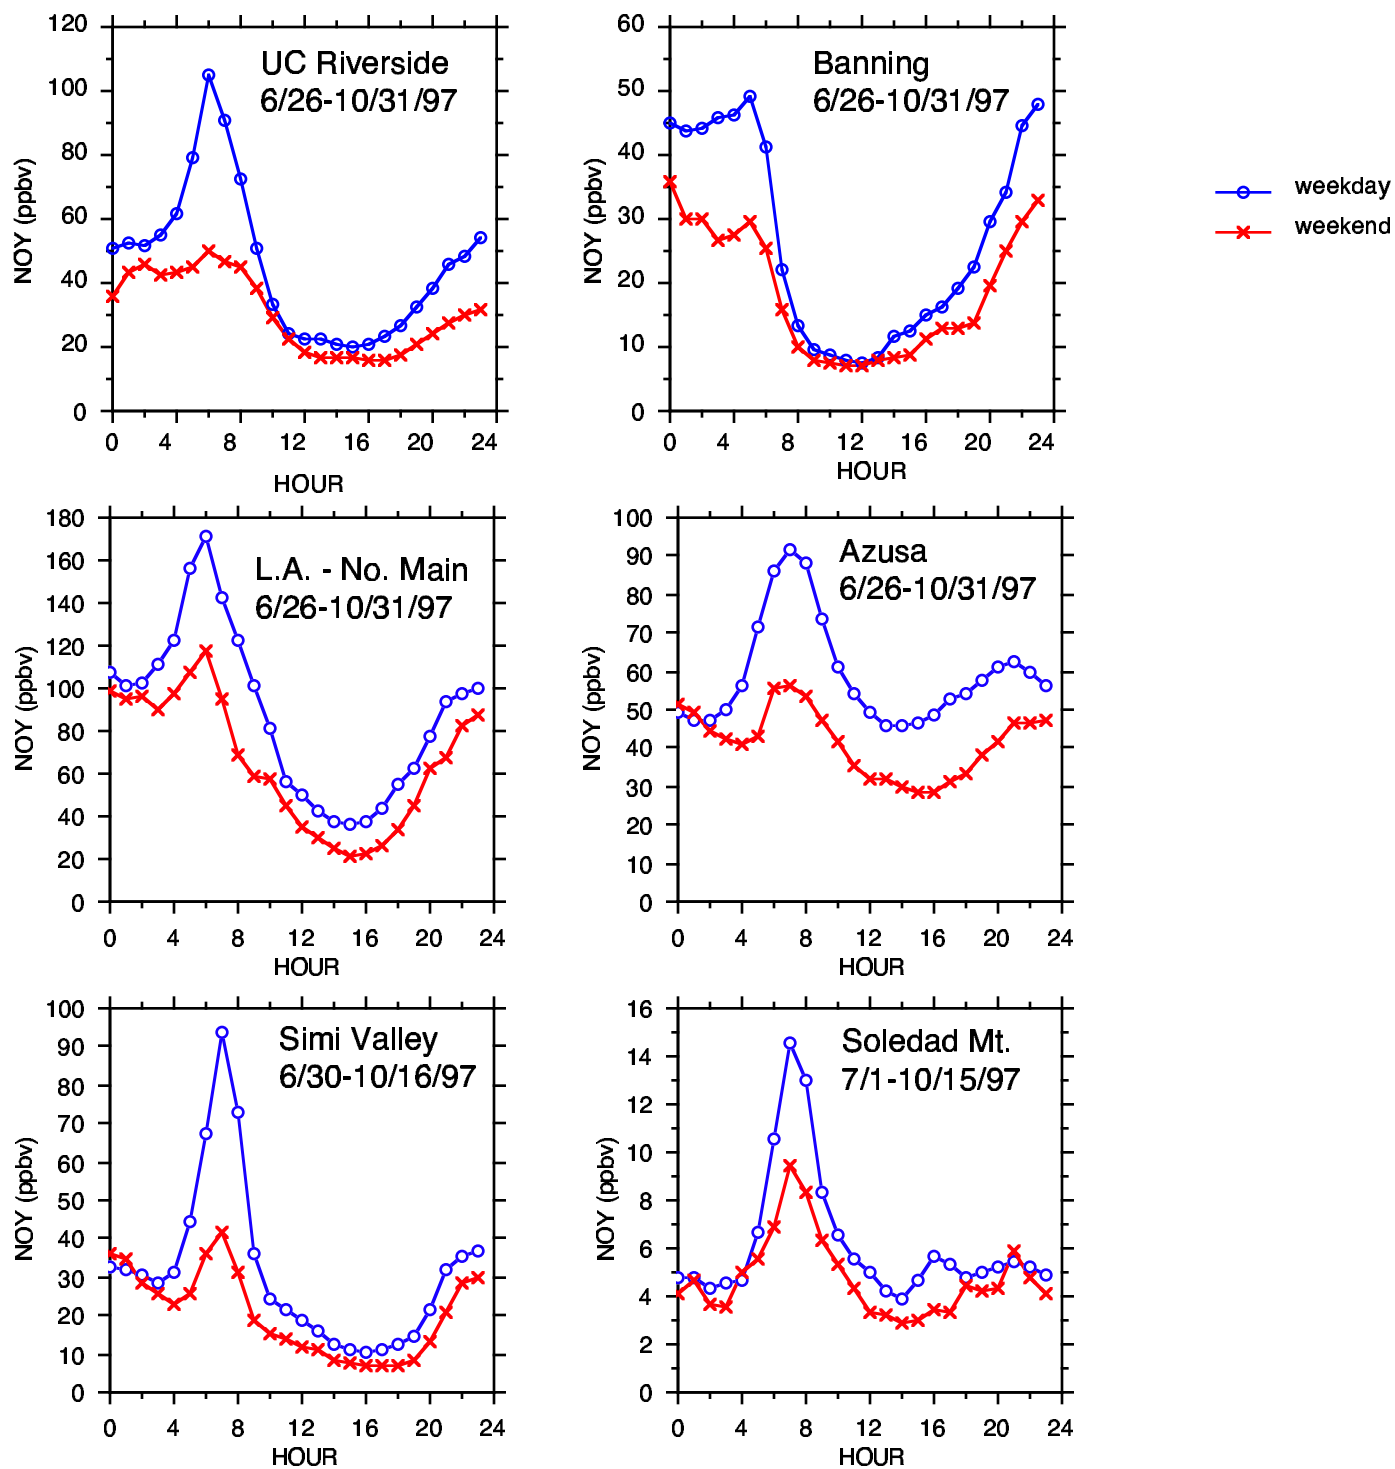 UC Riverside
6/26-10/31/97
NOY (ppbv)
120
100
80
60
40
20
0
0 4 8 12 16 20 24
HOUR
Banning
6/26-10/31/97
NOY (ppbv)
60
50
40
30
20
10
0
0 4 8 12 16 20 24
HOUR
weekday
weekend
L.A. - No. Main
6/26-10/31/97
NOY (ppbv)
180
160
140
120
100
80
60
40
20
0
0 4 8 12 16 20 24
HOUR
Azusa
6/26-10/31/97
NOY (ppbv)
100
90
80
70
60
50
40
30
20
10
0
0 4 8 12 16 20 24
HOUR
Simi Valley
6/30-10/16/97
NOY (ppbv)
100
90
80
70
60
50
40
30
20
10
0
0 4 8 12 16 20 24
HOUR
Soledad Mt.
7/1-10/15/97
NOY (ppbv)
16
14
12
10
8
6
4
2
0
0 4 8 12 16 20 24
HOUR